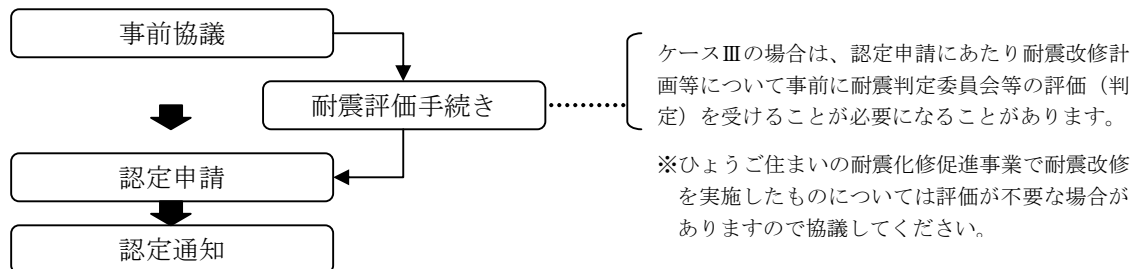 事前協議
耐震評価手続き
認定申請
認定通知
ケースⅢの場合は、認定申請にあたり耐震改修計
画等について事前に耐震判定委員会等の評価（判
定）を受けることが必要になることがあります。
※ひょうご住まいの耐震化修促進事業で耐震改修
を実施したものについては評価が不要な場合が
ありますので協議してください。